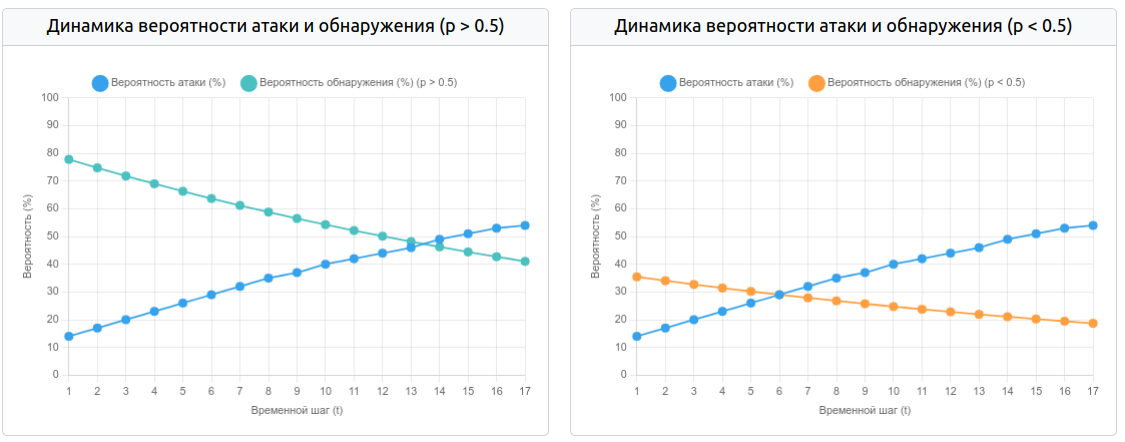 Динамика вероятности атаки и обнаружения (p > 0.5)
Вероятность атаки (%) Вероятность обнаружения (%) (p > 0.5)
100
90
80
70
60
50
40
30
20
10
0
Вероятность (%)
1 2 3 4 5 6 7 8 9 10 11 12 13 14 15 16 17
Временной шаг (t)
Динамика вероятности атаки и обнаружения (p < 0.5)
Вероятность атаки (%) Вероятность обнаружения (%) (p < 0.5)
100
90
80
70
60
50
40
30
20
10
0
Вероятность (%)
1 2 3 4 5 6 7 8 9 10 11 12 13 14 15 16 17
Временной шаг (t)